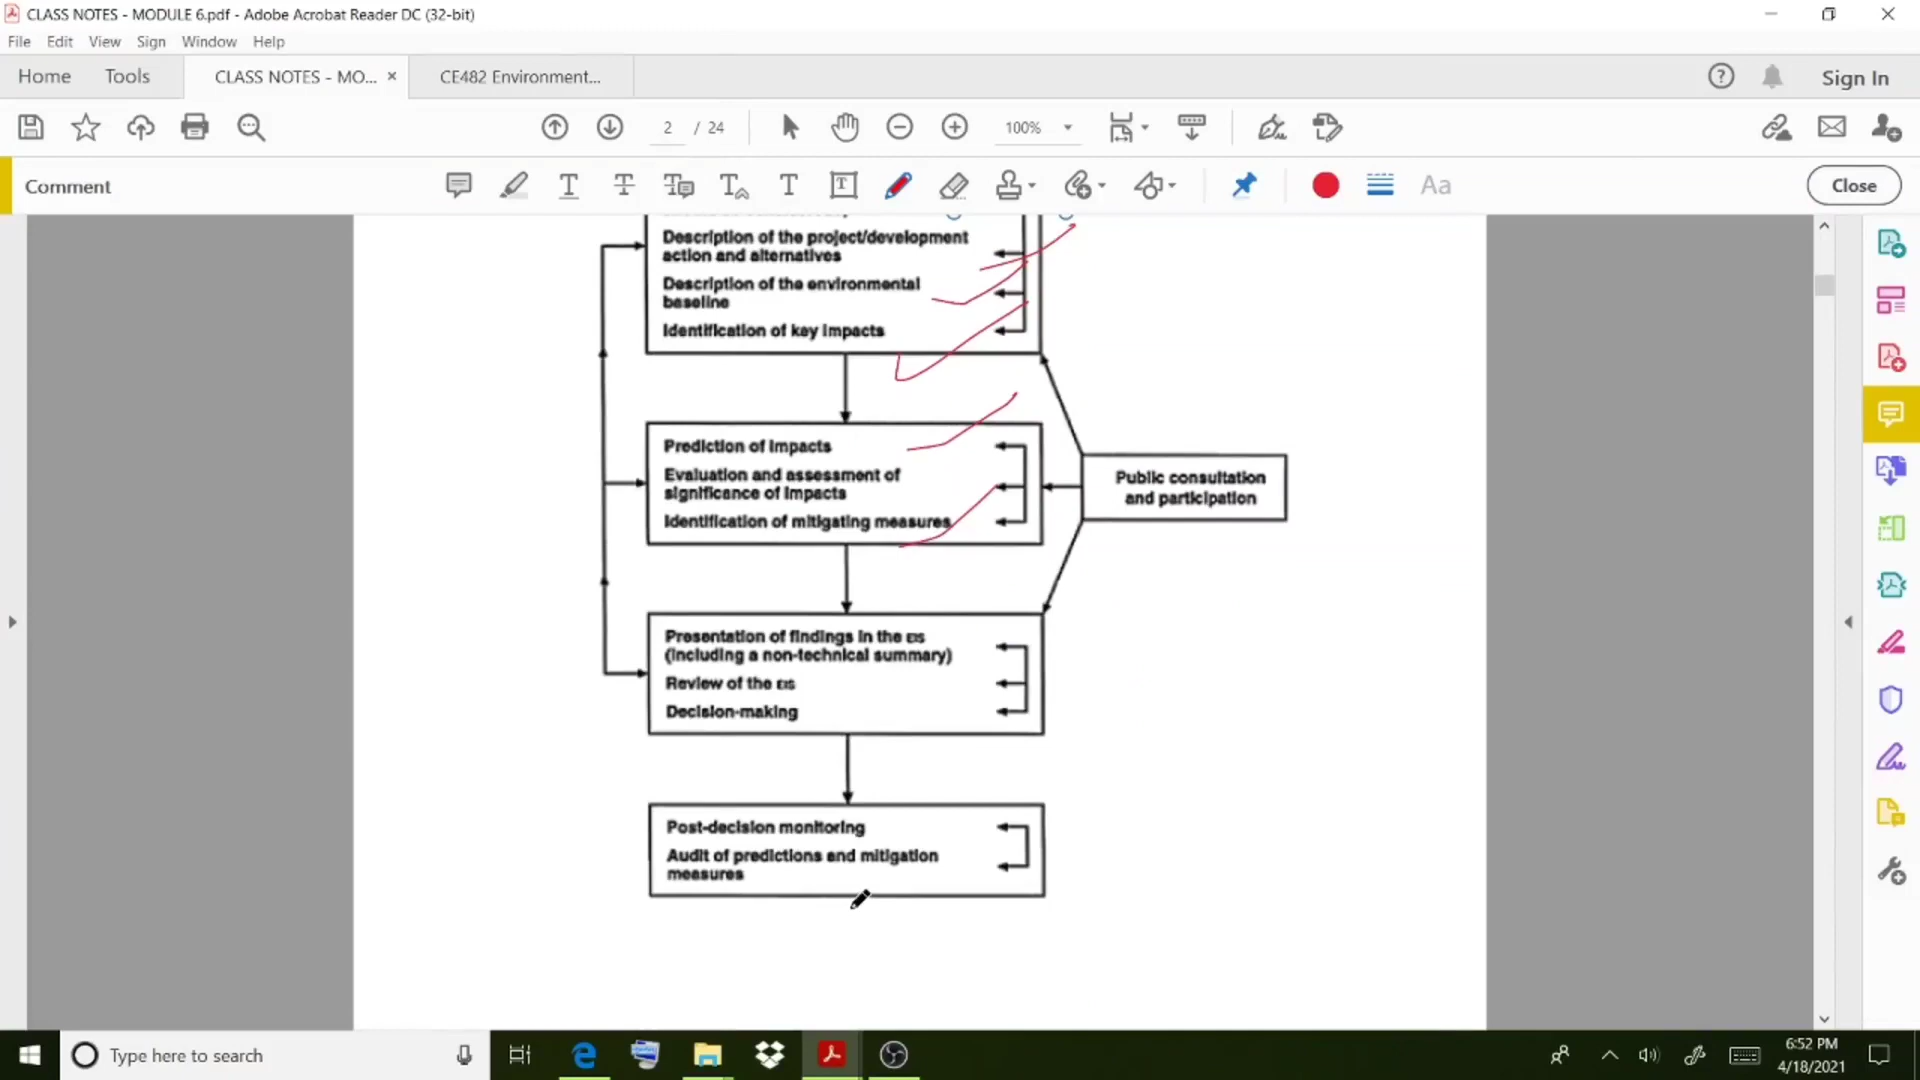 CLASS NOTES - MODULE 6.pdf - Adobe Acrobat Reader DC (32-bit)
File Edit View Sign Window Help
Home Tools CLASS NOTES - MO... × CE482 Environment... Sign In
2 / 24 100%
Comment Close
Description of the project/development
action and alternatives
Description of the environmental
baseline
Identification of key impacts
Prediction of impacts
Evaluation and assessment of
significance of impacts
Identification of mitigating measures
Public consultation
and participation
Presentation of findings in the EIS
(including a non-technical summary)
Review of the EIS
Decision-making
Post-decision monitoring
Audit of predictions and mitigation
measures
Type here to search
6:52 PM
4/18/2021